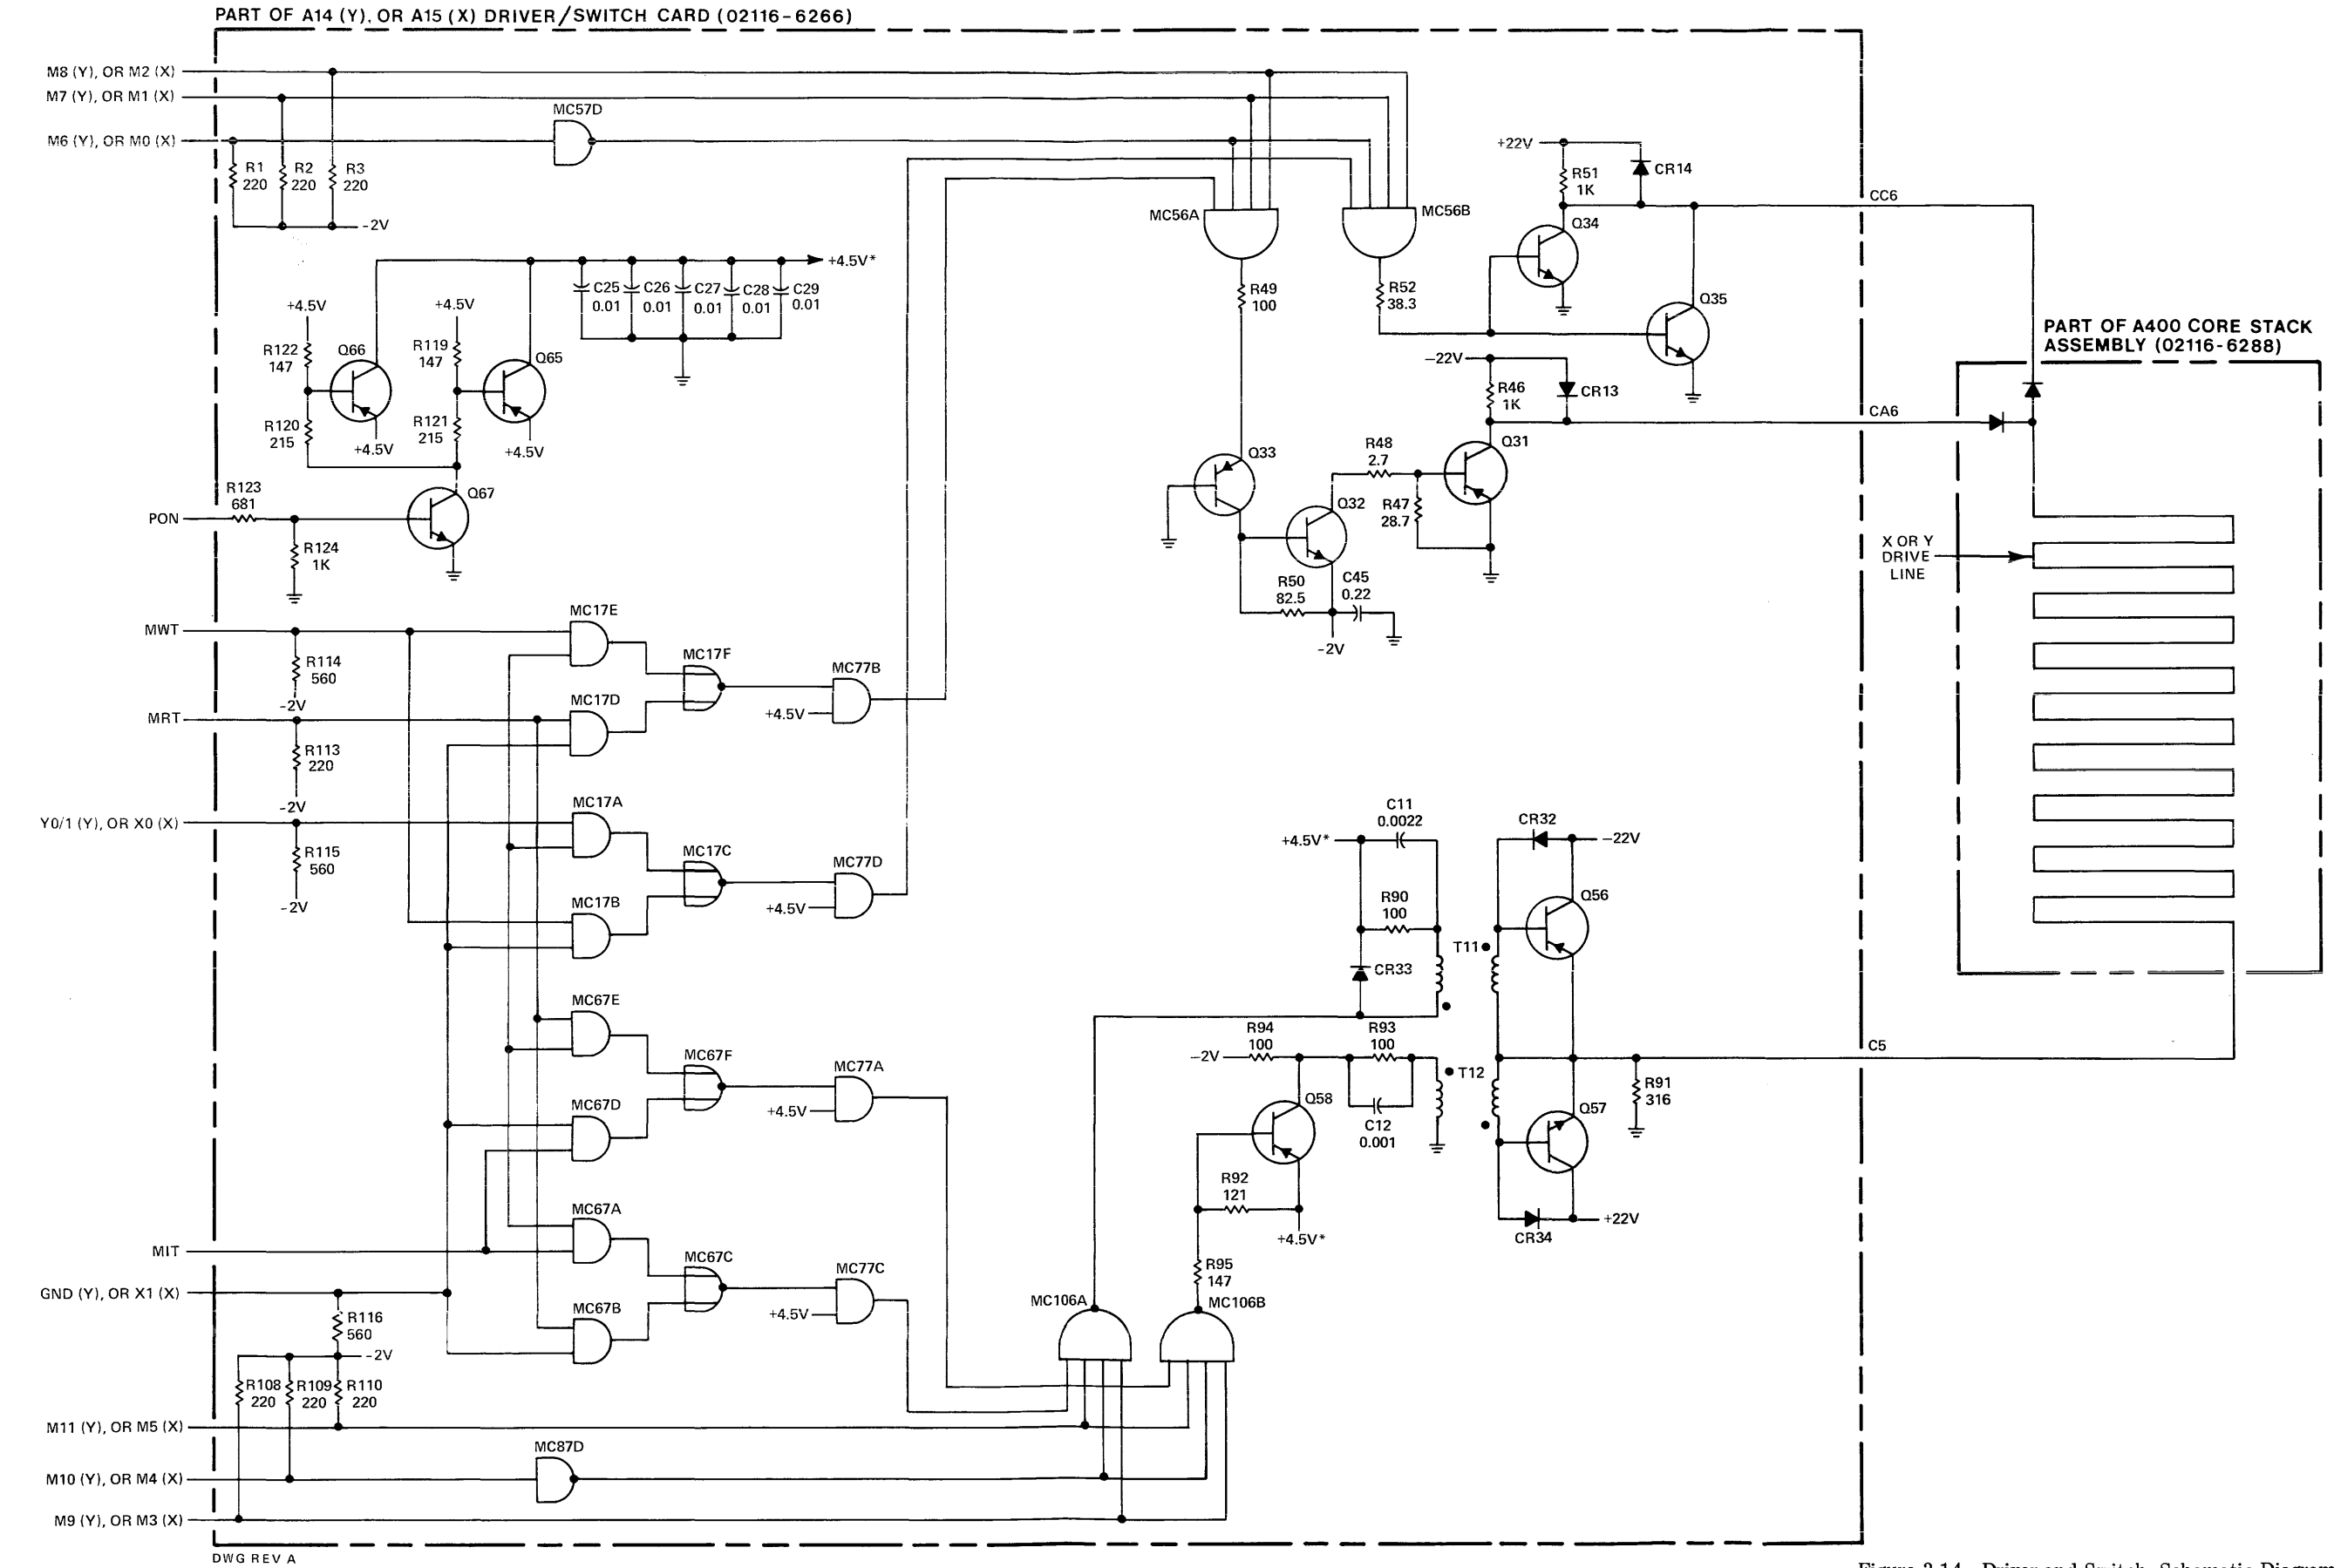 PART OF A14 (Y), OR A15 (X) DRIVER/SWITCH CARD (02116-6266)
M8 (Y), OR M2 (X)
M7 (Y), OR M1 (X)
M6 (Y), OR M0 (X)
MC57D
R1
220
R2
220
R3
220
-2V
MC56A
MC56B
+22V
R51
1K
CR14
CC6
Q34
Q35
+4.5V*
C25
0.01
C26
0.01
C27
0.01
C28
0.01
C29
0.01
R49
100
R52
38.3
+4.5V
+4.5V
R122
147
Q66
R119
147
Q65
R120
215
R121
215
+4.5V
+4.5V
-22V
R46
1K
CR13
CA6
PART OF A400 CORE STACK
ASSEMBLY (02116-6288)
Q33
R48
2.7
Q31
Q32
R47
28.7
PON
R123
681
Q67
R124
1K
R50
82.5
C45
0.22
-2V
X OR Y
DRIVE
LINE
MWT
R114
560
-2V
MC17E
MC17F
MC77B
MRT
MC17D
+4.5V
R113
220
-2V
Y0/1 (Y), OR X0 (X)
R115
560
-2V
MC17A
MC17C
MC77D
MC17B
+4.5V
C11
0.0022
+4.5V*
R90
100
CR33
T11
CR32
-22V
Q56
MC67E
MC67F
MC77A
MC67D
+4.5V
-2V
R94
100
R93
100
T12
C12
0.001
Q58
Q57
C5
R91
316
R92
121
+4.5V*
CR34
+22V
R95
147
MIT
MC67A
MC67C
MC77C
MC67B
+4.5V
GND (Y), OR X1 (X)
R116
560
-2V
R108
220
R109
220
R110
220
MC106A
MC106B
M11 (Y), OR M5 (X)
MC87D
M10 (Y), OR M4 (X)
M9 (Y), OR M3 (X)
DWG REV A